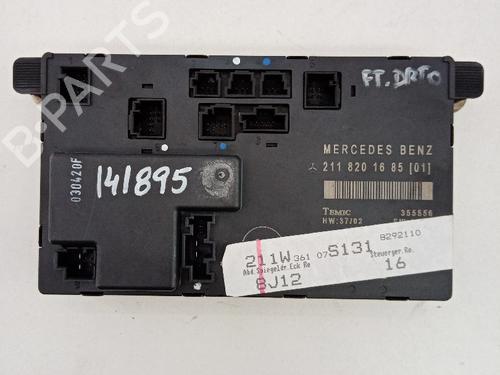 B-PARTS
FT. DRTO
MERCEDES BENZ
211 820 16 85 [01]
030420F
141895
TEMIC 355556
HW:37/02
8292110
211W 361 07 S131
Abd.Spiegeldr.Eck Re Steuerger.Re.
8J12 16